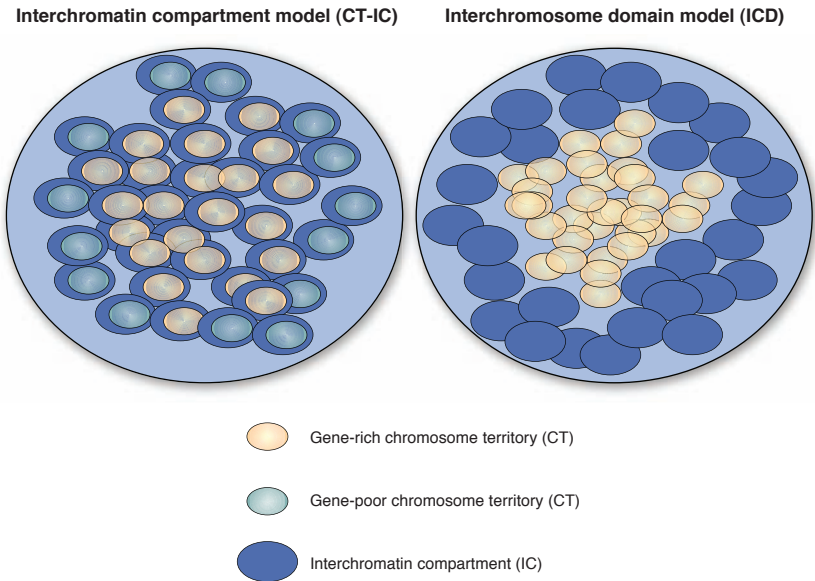 Interchromatin compartment model (CT-IC)
Interchromosome domain model (ICD)
Gene-rich chromosome territory (CT)
Gene-poor chromosome territory (CT)
Interchromatin compartment (IC)